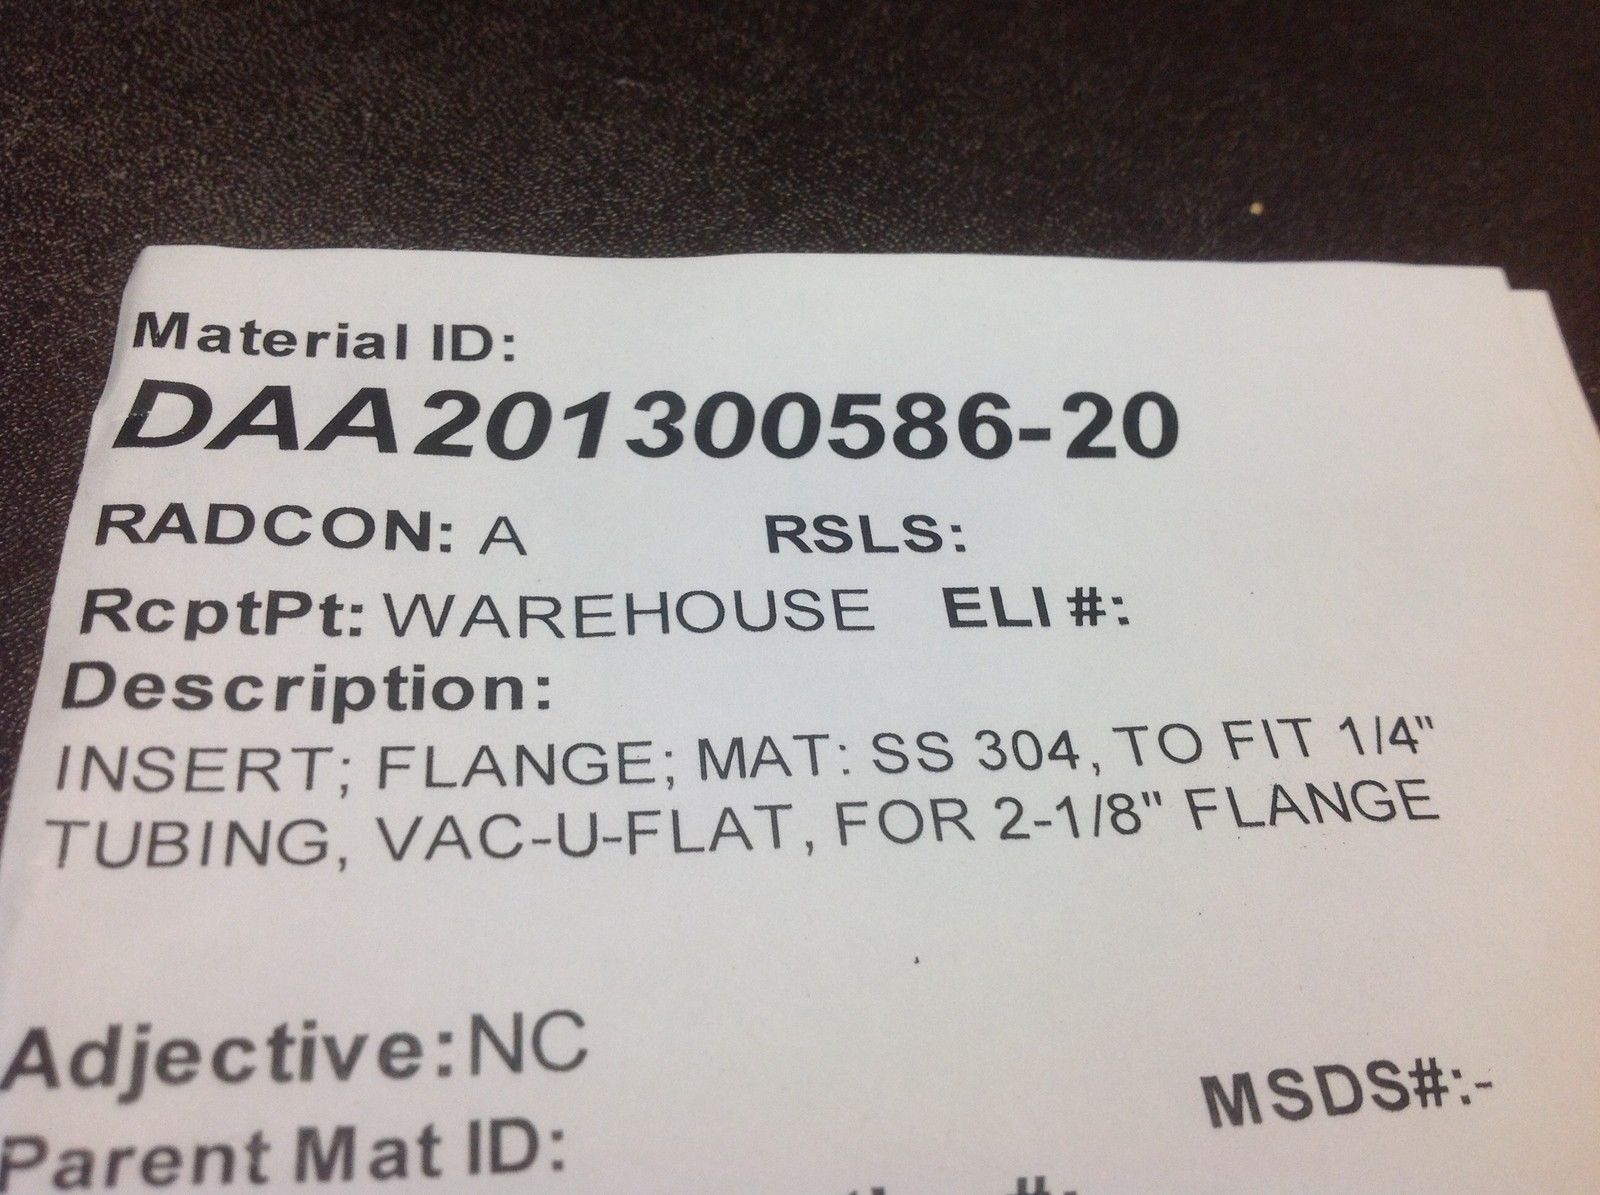 Material ID:
DAA201300586-20
RADCON: A RSLS:
RcptPt: WAREHOUSE ELI #:
Description:
INSERT; FLANGE; MAT: SS 304, TO FIT 1/4"
TUBING, VAC-U-FLAT, FOR 2-1/8" FLANGE
Adjective: NC
MSDS#:-
Parent Mat ID: